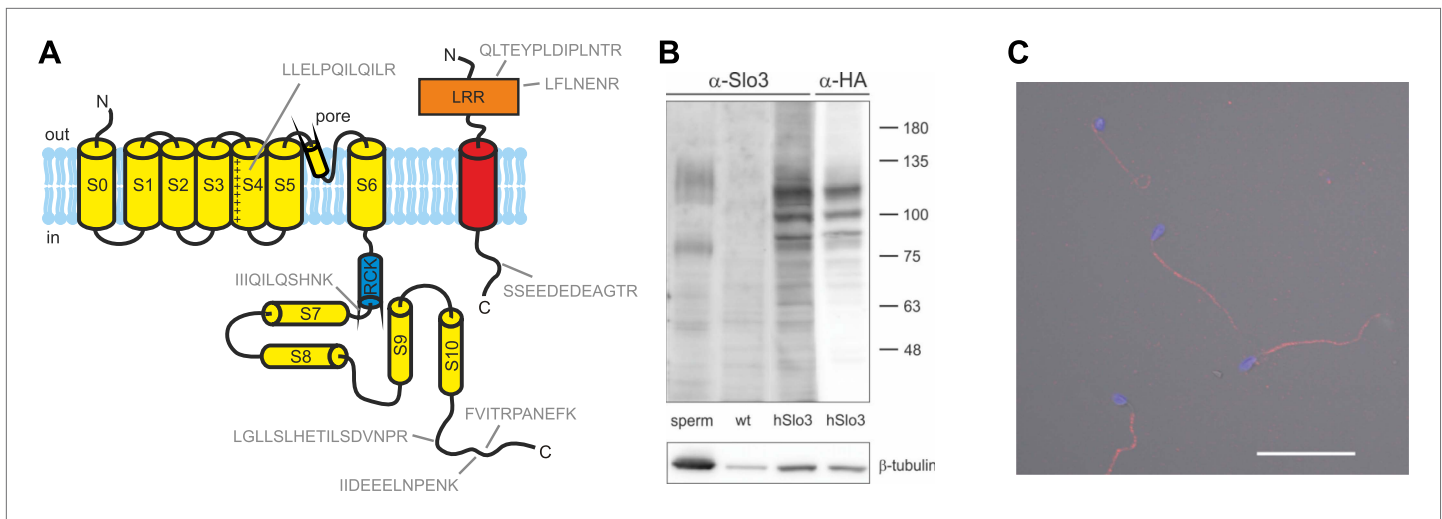 A
LLELPQILQILR
N
QLTEYPLDIPLNTR
LFLNENR
LRR
N
out
pore
S0
S1
S2
S3
S4
S5
S6
+++++++++
in
RCK
IIIQILQSHNK
S7
S8
S9
S10
C
SSEEDEDEAGTR
FVITRPANEFK
LGLLSLHETILSDVNPR
C
IIDEEELNPENK
B
α-Slo3 α-HA
180
135
100
75
63
48
sperm wt hSlo3 hSlo3
β-tubulin
C